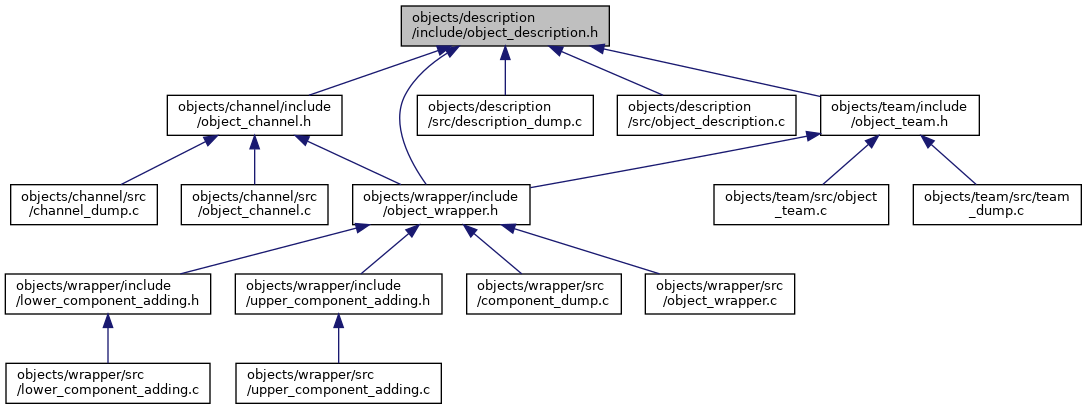 objects/description
/include/object_description.h
objects/channel/include
/object_channel.h
objects/description
/src/description_dump.c
objects/description
/src/object_description.c
objects/team/include
/object_team.h
objects/channel/src
/channel_dump.c
objects/channel/src
/object_channel.c
objects/wrapper/include
/object_wrapper.h
objects/team/src/object
_team.c
objects/team/src/team
_dump.c
objects/wrapper/include
/lower_component_adding.h
objects/wrapper/include
/upper_component_adding.h
objects/wrapper/src
/component_dump.c
objects/wrapper/src
/object_wrapper.c
objects/wrapper/src
/lower_component_adding.c
objects/wrapper/src
/upper_component_adding.c